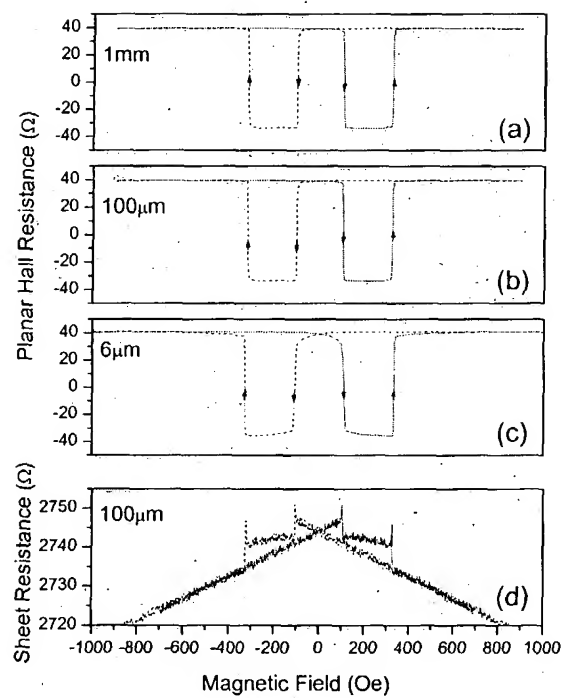 Planar Hall Resistance (Ω)
40
20
0
-20
-40
1mm
(a)
40
20
0
-20
-40
100μm
(b)
40
20
0
-20
-40
6μm
(c)
Sheet Resistance (Ω)
2750
2740
2730
2720
100μm
(d)
-1000 -800 -600 -400 -200 0 200 400 600 800 1000
Magnetic Field (Oe)